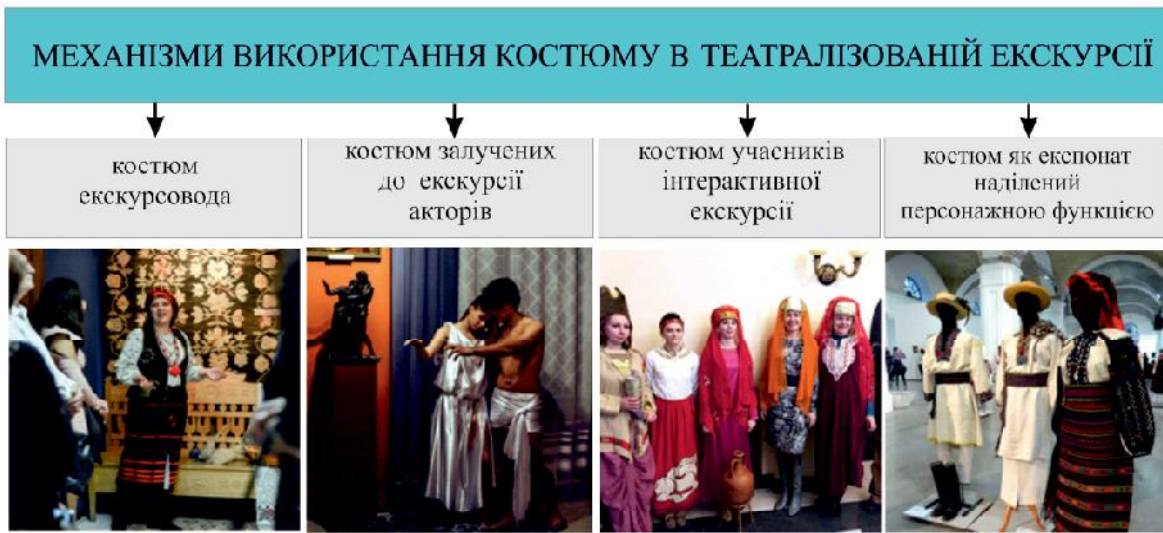 МЕХАНІЗМИ ВИКОРИСТАННЯ КОСТЮМУ В ТЕАТРАЛІЗОВАНІЙ ЕКСКУРСІЇ
костюм
екскурсовода
костюм залучених
до екскурсії
акторів
костюм учасників
інтерактивної
екскурсії
костюм як експонат
наділений
персонажною функцією